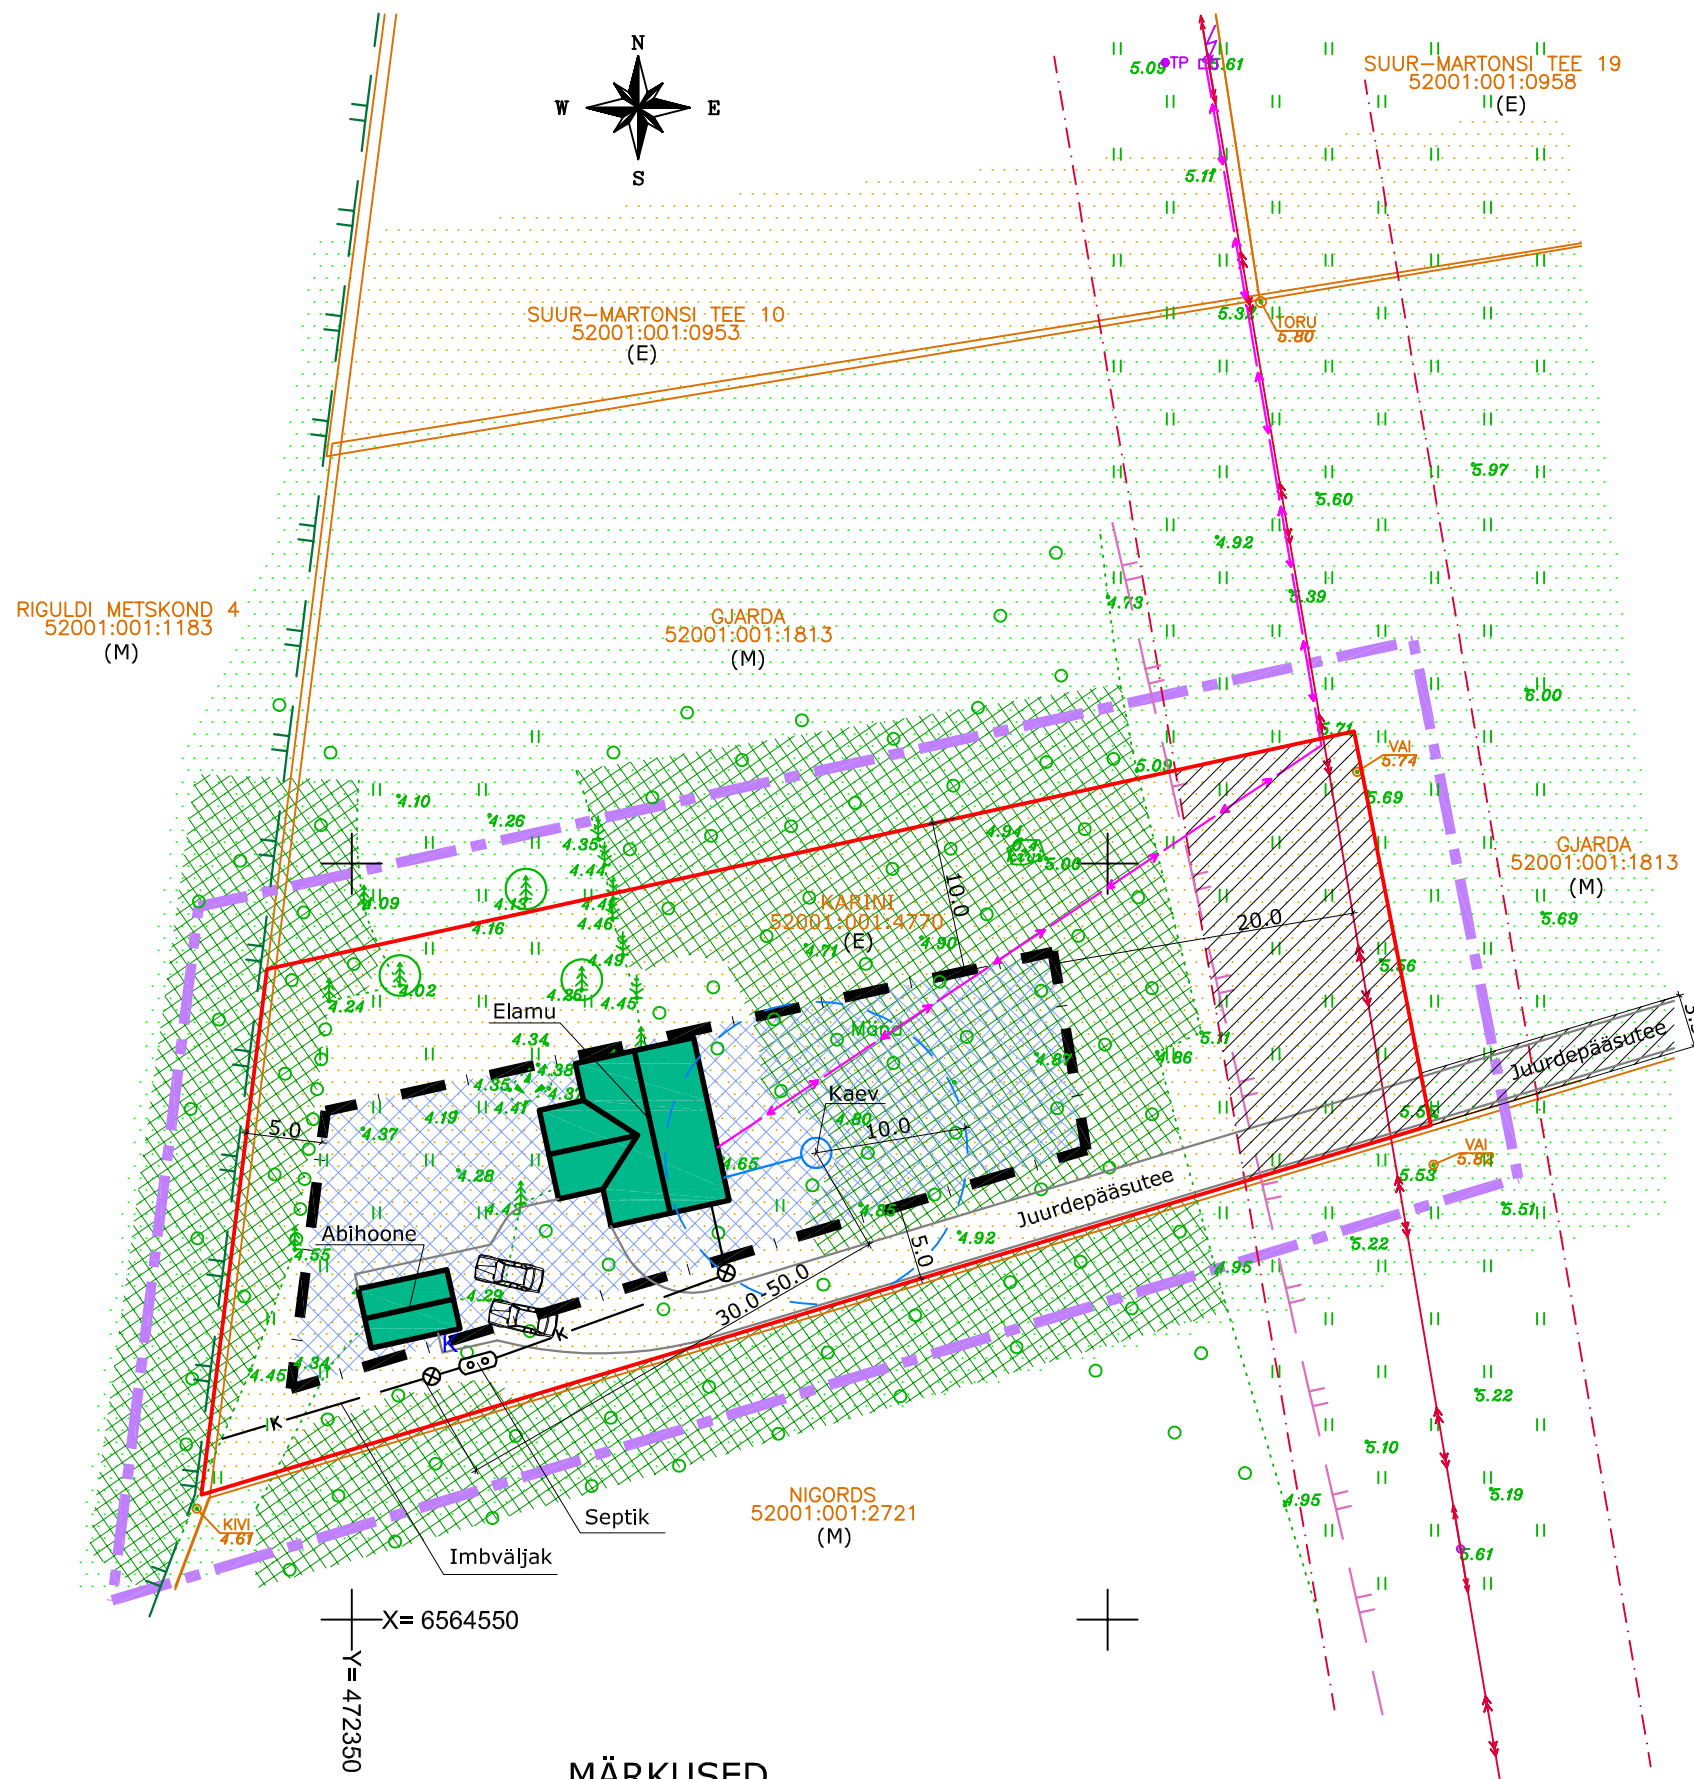 N
W E
S
5.09
TP
5.61
SUUR-MARTONSI TEE 19
52001:001:0958
(E)
5.11
SUUR-MARTONSI TEE 10
52001:001:0953
(E)
TORU
5.80
5.97
5.60
4.92
5.39
4.73
RIGULDI METSKOND 4
52001:001:1183
(M)
GJARDA
52001:001:1813
(M)
6.00
5.71
VAI
5.74
5.09
5.69
4.10
4.26
4.35
4.44
4.94
5.00
GJARDA
52001:001:1813
(M)
4.09
4.13
4.16
4.46
10.0
KARINI
52001:001:4770
(E)
4.71
4.90
20.0
5.69
4.49
5.56
4.24
4.02
4.26
4.45
Elamu
4.34
Mänd
5.11
4.86
4.87
Juurdepääsutee
4.38
4.35
4.41
4.19
4.37
5.0
Kaev
4.80
10.0
VAI
5.82
5.53
4.28
4.65
4.43
4.85
4.92
Juurdepääsutee
5.51
5.22
Abihoone
4.55
5.0
4.95
4.29
30.0-50.0
K
K
4.34
4.45
K
5.22
5.10
5.19
4.95
NIGORDS
52001:001:2721
(M)
Septik
KIVI
4.61
Imbväljak
5.61
X= 6564550
Y= 472350
MÄRKUSED